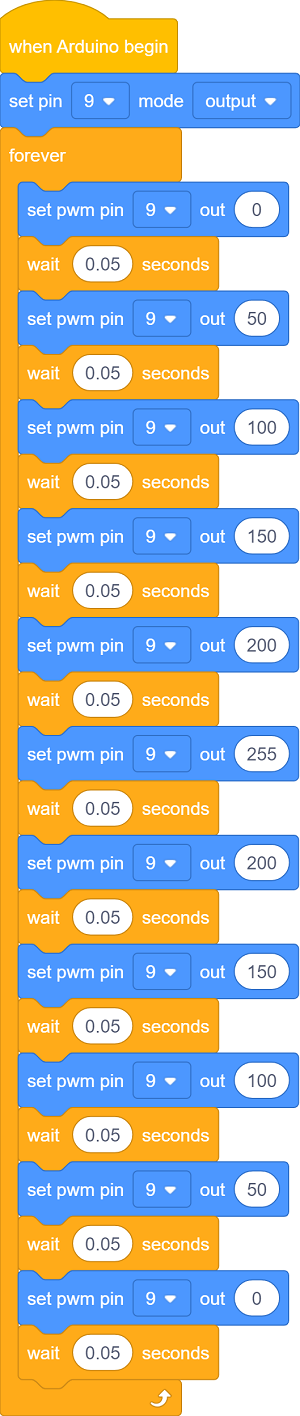 when Arduino begin
set pin 9 mode output
forever
set pwm pin 9 out 0
wait 0.05 seconds
set pwm pin 9 out 50
wait 0.05 seconds
set pwm pin 9 out 100
wait 0.05 seconds
set pwm pin 9 out 150
wait 0.05 seconds
set pwm pin 9 out 200
wait 0.05 seconds
set pwm pin 9 out 255
wait 0.05 seconds
set pwm pin 9 out 200
wait 0.05 seconds
set pwm pin 9 out 150
wait 0.05 seconds
set pwm pin 9 out 100
wait 0.05 seconds
set pwm pin 9 out 50
wait 0.05 seconds
set pwm pin 9 out 0
wait 0.05 seconds